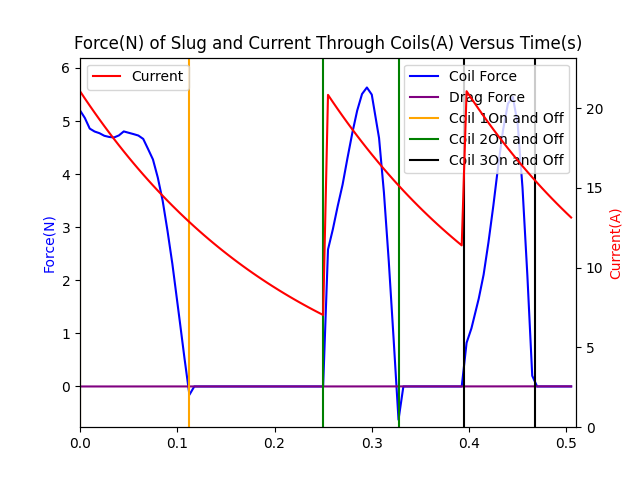 Force(N) of Slug and Current Through Coils(A) Versus Time(s)
Current
Coil Force
Drag Force
Coil 1On and Off
Coil 2On and Off
Coil 3On and Off
Force(N)
Current(A)
6
5
4
3
2
1
0
20
15
10
5
0
0.0
0.1
0.2
0.3
0.4
0.5